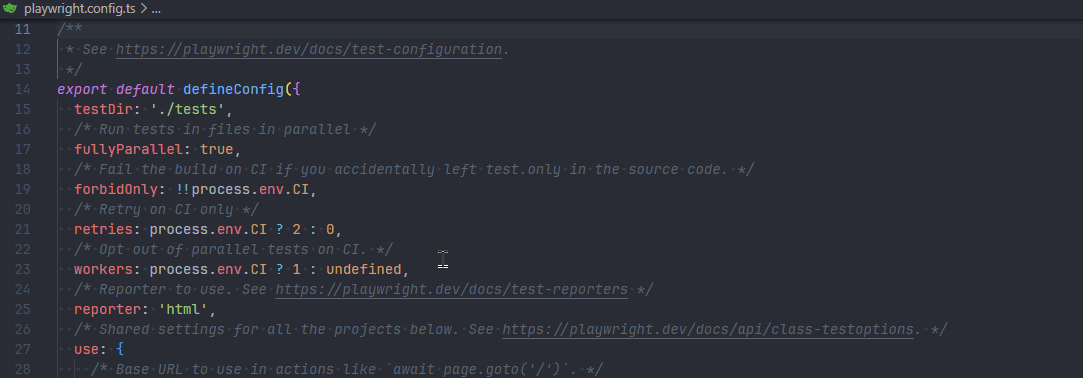 playwright.config.ts > ...
11 /**
12 * See https://playwright.dev/docs/test-configuration.
13 */
14 export default defineConfig({
15 testDir: './tests',
16 /* Run tests in files in parallel */
17 fullyParallel: true,
18 /* Fail the build on CI if you accidentally left test.only in the source code. */
19 forbidOnly: !!process.env.CI,
20 /* Retry on CI only */
21 retries: process.env.CI ? 2 : 0,
22 /* Opt out of parallel tests on CI. */
23 workers: process.env.CI ? 1 : undefined,
24 /* Reporter to use. See https://playwright.dev/docs/test-reporters */
25 reporter: 'html',
26 /* Shared settings for all the projects below. See https://playwright.dev/docs/api/class-testoptions. */
27 use: {
28 /* Base URL to use in actions like `await page.goto('/')`. */